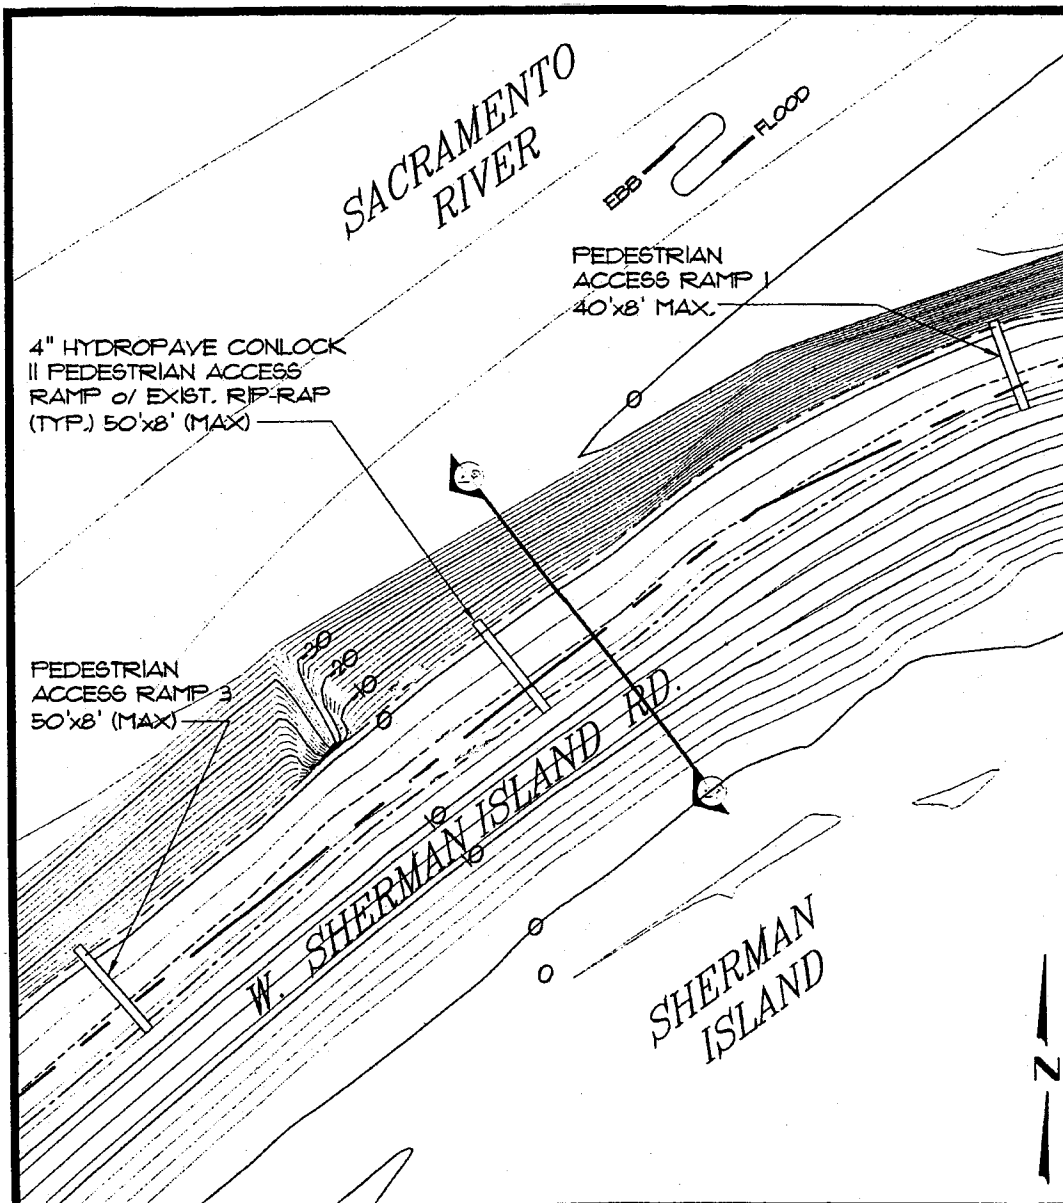 SACRAMENTO
RIVER
EBB
FLOOD
PEDESTRIAN
ACCESS RAMP 1
40'x8' MAX.
4" HYDROPAVE CONLOCK
II PEDESTRIAN ACCESS
RAMP o/ EXIST. RIP-RAP
(TYP.) 50'x8' (MAX)
0
-30
-20
-10
0
PEDESTRIAN
ACCESS RAMP 3
50'x8' (MAX)
W. SHERMAN ISLAND RD.
10
10
0
0
SHERMAN
ISLAND
N